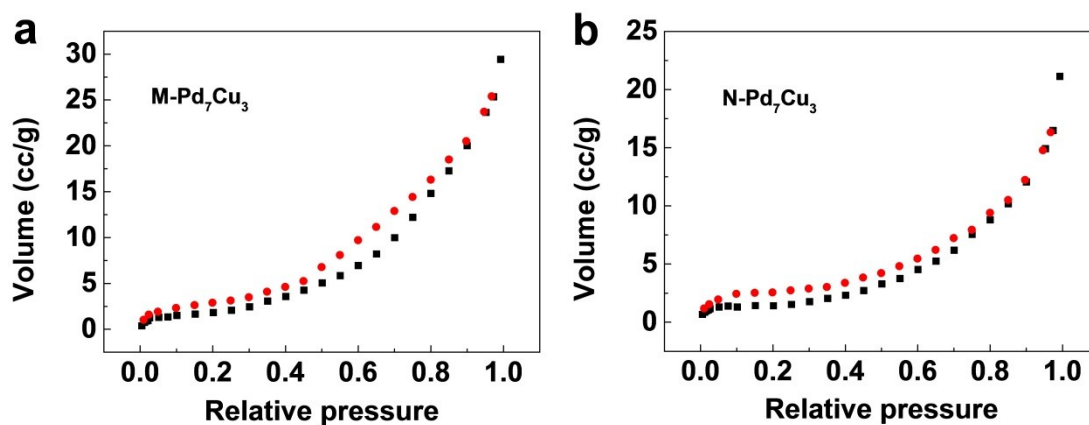 a
M-Pd₇Cu₃
Volume (cc/g)
30
25
20
15
10
5
0
0.0 0.2 0.4 0.6 0.8 1.0
Relative pressure
b
N-Pd₇Cu₃
Volume (cc/g)
25
20
15
10
5
0
0.0 0.2 0.4 0.6 0.8 1.0
Relative pressure